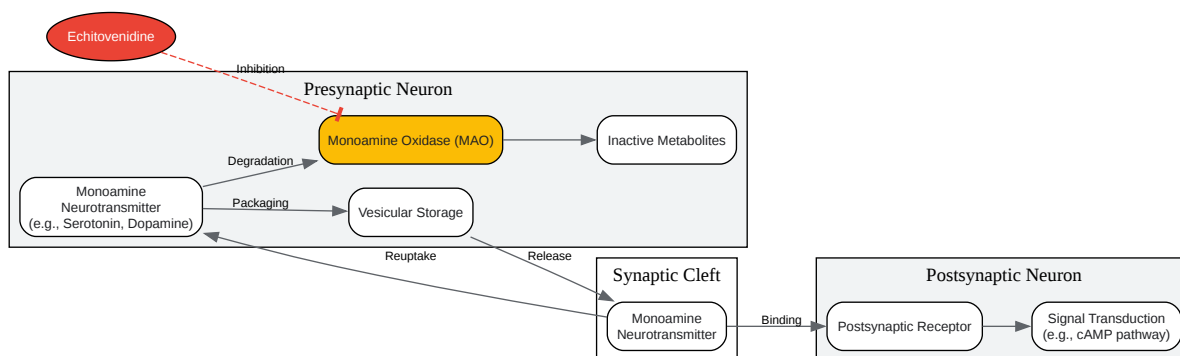 Echitovenidine
Inhibition
Presynaptic Neuron
Monoamine Oxidase (MAO)
Inactive Metabolites
Degradation
Monoamine
Neurotransmitter
(e.g., Serotonin, Dopamine)
Packaging
Vesicular Storage
Reuptake
Release
Synaptic Cleft
Monoamine
Neurotransmitter
Binding
Postsynaptic Neuron
Postsynaptic Receptor
Signal Transduction
(e.g., cAMP pathway)